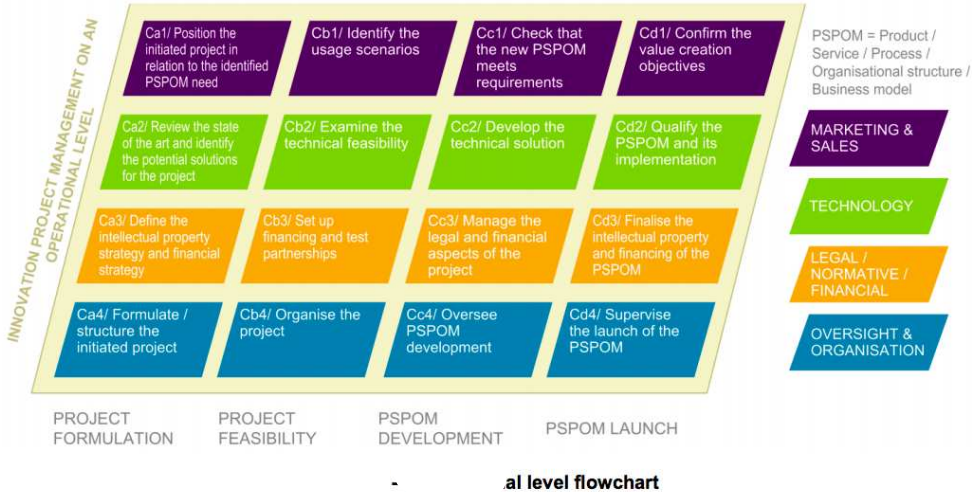 INNOVATION PROJECT MANAGEMENT ON AN
OPERATIONAL LEVEL
Ca1/ Position the
initiated project in
relation to the identified
PSPOM need
Cb1/ Identify the
usage scenarios
Cc1/ Check that
the new PSPOM
meets
requirements
Cd1/ Confirm the
value creation
objectives
Ca2/ Review the state
of the art and identify
the potential solutions
for the project
Cb2/ Examine the
technical feasibility
Cc2/ Develop the
technical solution
Cd2/ Qualify the
PSPOM and its
implementation
Ca3/ Define the
intellectual property
strategy and financial
strategy
Cb3/ Set up
financing and test
partnerships
Cc3/ Manage the
legal and financial
aspects of the
project
Cd3/ Finalise the
intellectual property
and financing of the
PSPOM
Ca4/ Formulate /
structure the
initiated project
Cb4/ Organise the
project
Cc4/ Oversee
PSPOM
development
Cd4/ Supervise
the launch of the
PSPOM
PROJECT
FORMULATION
PROJECT
FEASIBILITY
PSPOM
DEVELOPMENT
PSPOM LAUNCH
PSPOM = Product /
Service / Process /
Organisational structure /
Business model
MARKETING &
SALES
TECHNOLOGY
LEGAL /
NORMATIVE /
FINANCIAL
OVERSIGHT &
ORGANISATION
level flowchart